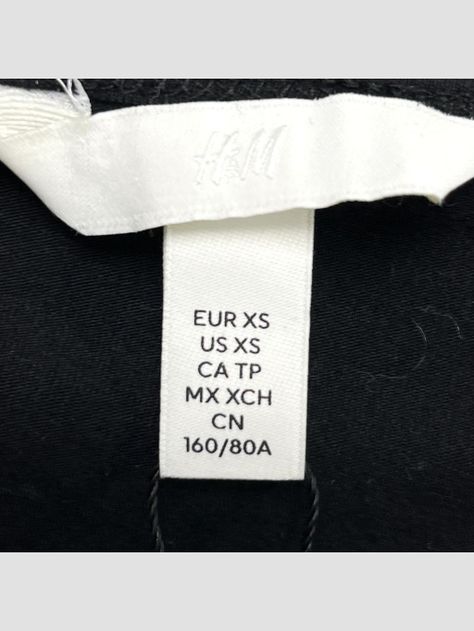 H&M
EUR XS
US XS
CA TP
MX XCH
CN
160/80A